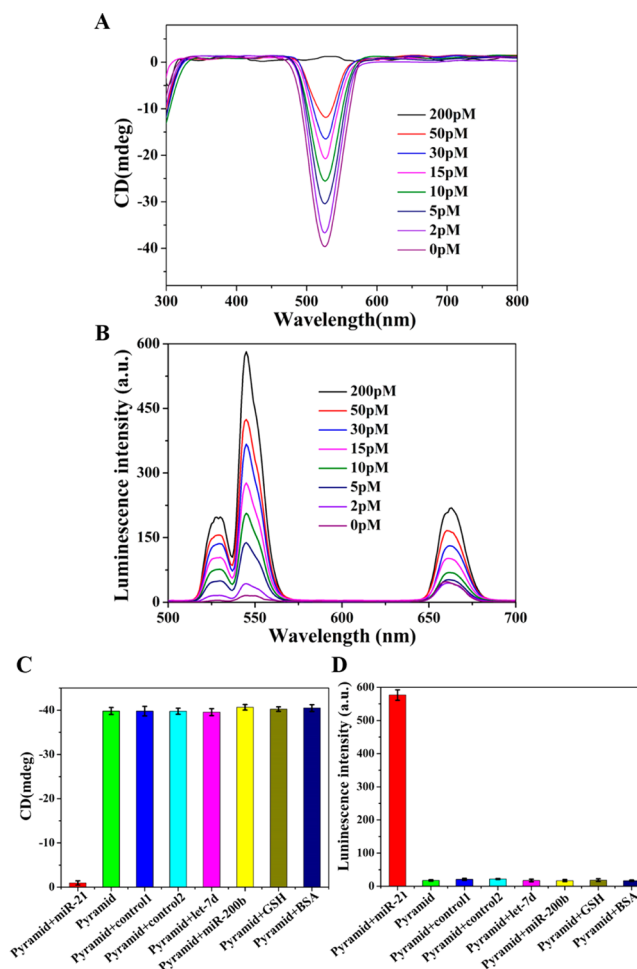 A
0
-10
-20
-30
-40
CD(mdeg)
200pM
50pM
30pM
15pM
10pM
5pM
2pM
0pM
300 400 500 600 700 800
Wavelength(nm)
B
600
450
300
150
0
Luminescence intensity (a.u.)
200pM
50pM
30pM
15pM
10pM
5pM
2pM
0pM
500 550 600 650 700
Wavelength (nm)
C
-40
-30
-20
-10
0
CD(mdeg)
Pyramid+miR-21
Pyramid
Pyramid+control1
Pyramid+control2
Pyramid+let-7d
Pyramid+miR-200b
Pyramid+GSH
Pyramid+BSA
D
600
500
400
300
200
100
0
Luminescence intensity (a.u.)
Pyramid+miR-21
Pyramid
Pyramid+control1
Pyramid+control2
Pyramid+let-7d
Pyramid+miR-200b
Pyramid+GSH
Pyramid+BSA